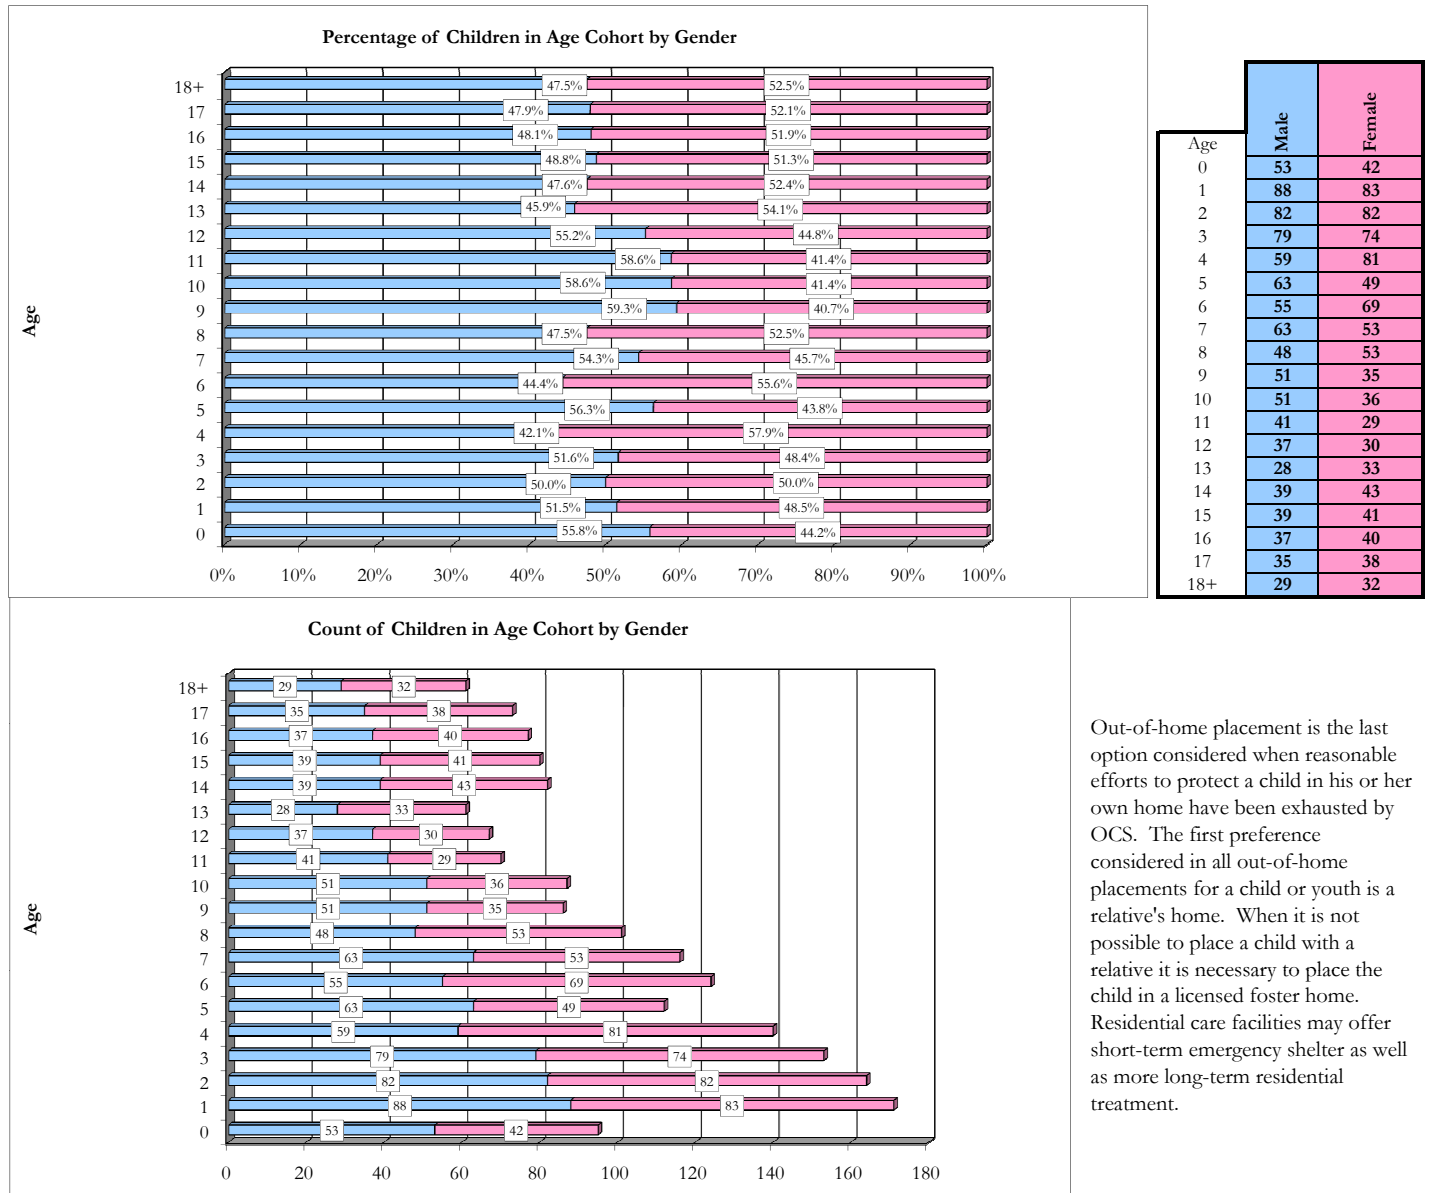 Percentage of Children in Age Cohort by Gender
Age
18+ 47.5% 52.5%
17 47.9% 52.1%
16 48.1% 51.9%
15 48.8% 51.3%
14 47.6% 52.4%
13 45.9% 54.1%
12 55.2% 44.8%
11 58.6% 41.4%
10 58.6% 41.4%
9 59.3% 40.7%
8 47.5% 52.5%
7 54.3% 45.7%
6 44.4% 55.6%
5 56.3% 43.8%
4 42.1% 57.9%
3 51.6% 48.4%
2 50.0% 50.0%
1 51.5% 48.5%
0 55.8% 44.2%
0% 10% 20% 30% 40% 50% 60% 70% 80% 90% 100%
Age Male Female
0 53 42
1 88 83
2 82 82
3 79 74
4 59 81
5 63 49
6 55 69
7 63 53
8 48 53
9 51 35
10 51 36
11 41 29
12 37 30
13 28 33
14 39 43
15 39 41
16 37 40
17 35 38
18+ 29 32
Count of Children in Age Cohort by Gender
Age
18+ 29 32
17 35 38
16 37 40
15 39 41
14 39 43
13 28 33
12 37 30
11 41 29
10 51 36
9 51 35
8 48 53
7 63 53
6 55 69
5 63 49
4 59 81
3 79 74
2 82 82
1 88 83
0 53 42
0 20 40 60 80 100 120 140 160 180
Out-of-home placement is the last
option considered when reasonable
efforts to protect a child in his or her
own home have been exhausted by
OCS.  The first preference
considered in all out-of-home
placements for a child or youth is a
relative's home.  When it is not
possible to place a child with a
relative it is necessary to place the
child in a licensed foster home.
Residential care facilities may offer
short-term emergency shelter as well
as more long-term residential
treatment.